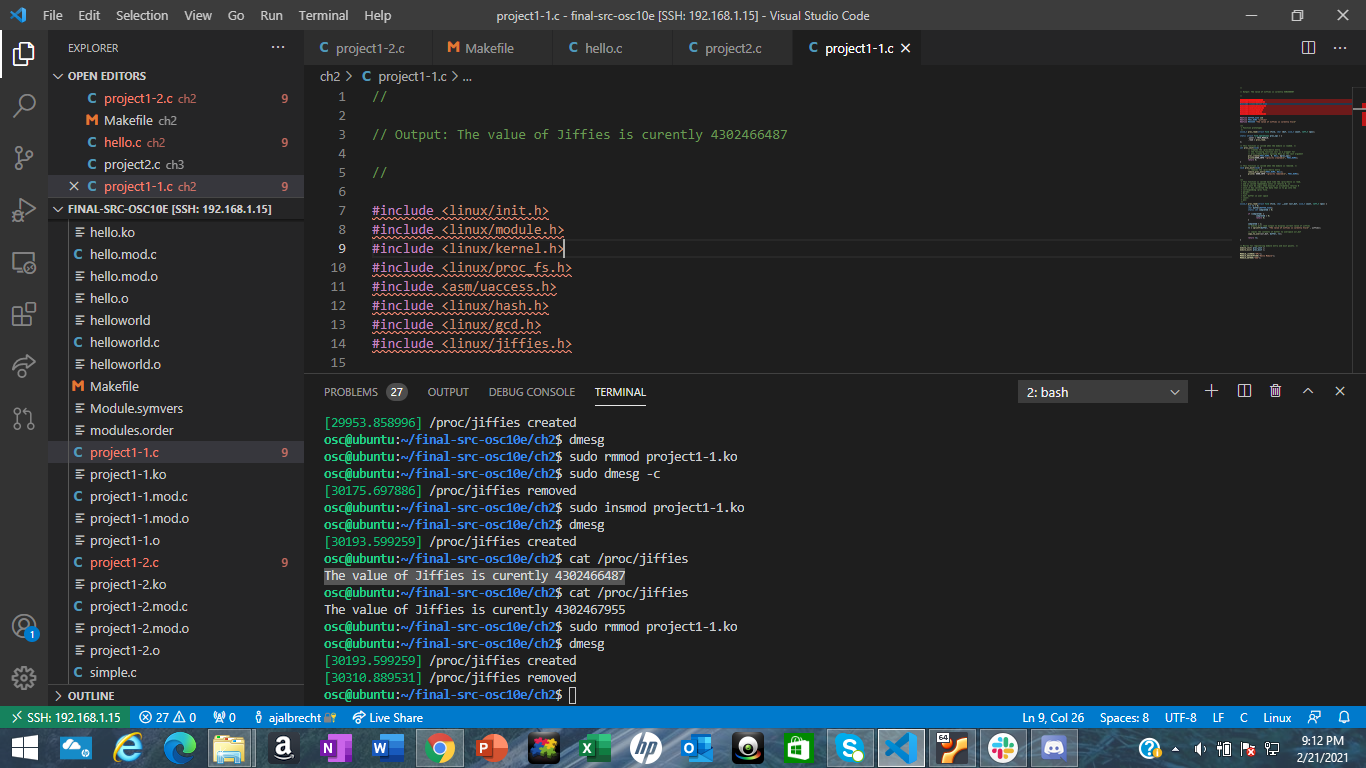 File Edit Selection View Go Run Terminal Help
project1-1.c - final-src-osc10e [SSH: 192.168.1.15] - Visual Studio Code
EXPLORER
OPEN EDITORS
project1-2.c ch2 9
Makefile ch2
hello.c ch2 9
project2.c ch3
project1-1.c ch2 9
FINAL-SRC-OSC10E [SSH: 192.168.1.15]
hello.ko
hello.mod.c
hello.mod.o
hello.o
helloworld
helloworld.c
helloworld.o
Makefile
Module.symvers
modules.order
project1-1.c 9
project1-1.ko
project1-1.mod.c
project1-1.mod.o
project1-1.o
project1-2.c 9
project1-2.ko
project1-2.mod.c
project1-2.mod.o
project1-2.o
simple.c
OUTLINE
project1-2.c Makefile hello.c project2.c project1-1.c
ch2 > C project1-1.c > ...
1 //
2
3 // Output: The value of Jiffies is curently 4302466487
4
5 //
6
7 #include <linux/init.h>
8 #include <linux/module.h>
9 #include <linux/kernel.h>
10 #include <linux/proc_fs.h>
11 #include <asm/uaccess.h>
12 #include <linux/hash.h>
13 #include <linux/gcd.h>
14 #include <linux/jiffies.h>
15
PROBLEMS 27 OUTPUT DEBUG CONSOLE TERMINAL 2: bash
[29953.858996] /proc/jiffies created
osc@ubuntu:~/final-src-osc10e/ch2$ dmesg
osc@ubuntu:~/final-src-osc10e/ch2$ sudo rmmod project1-1.ko
osc@ubuntu:~/final-src-osc10e/ch2$ sudo dmesg -c
[30175.697886] /proc/jiffies removed
osc@ubuntu:~/final-src-osc10e/ch2$ sudo insmod project1-1.ko
osc@ubuntu:~/final-src-osc10e/ch2$ dmesg
[30193.599259] /proc/jiffies created
osc@ubuntu:~/final-src-osc10e/ch2$ cat /proc/jiffies
The value of Jiffies is curently 4302466487
osc@ubuntu:~/final-src-osc10e/ch2$ cat /proc/jiffies
The value of Jiffies is curently 4302467955
osc@ubuntu:~/final-src-osc10e/ch2$ sudo rmmod project1-1.ko
osc@ubuntu:~/final-src-osc10e/ch2$ dmesg
[30193.599259] /proc/jiffies created
[30310.889531] /proc/jiffies removed
osc@ubuntu:~/final-src-osc10e/ch2$
1
SSH: 192.168.1.15 27 0 0 ajalbrecht Live Share Ln 9, Col 26 Spaces: 8 UTF-8 LF C Linux
9:12 PM
2/21/2021